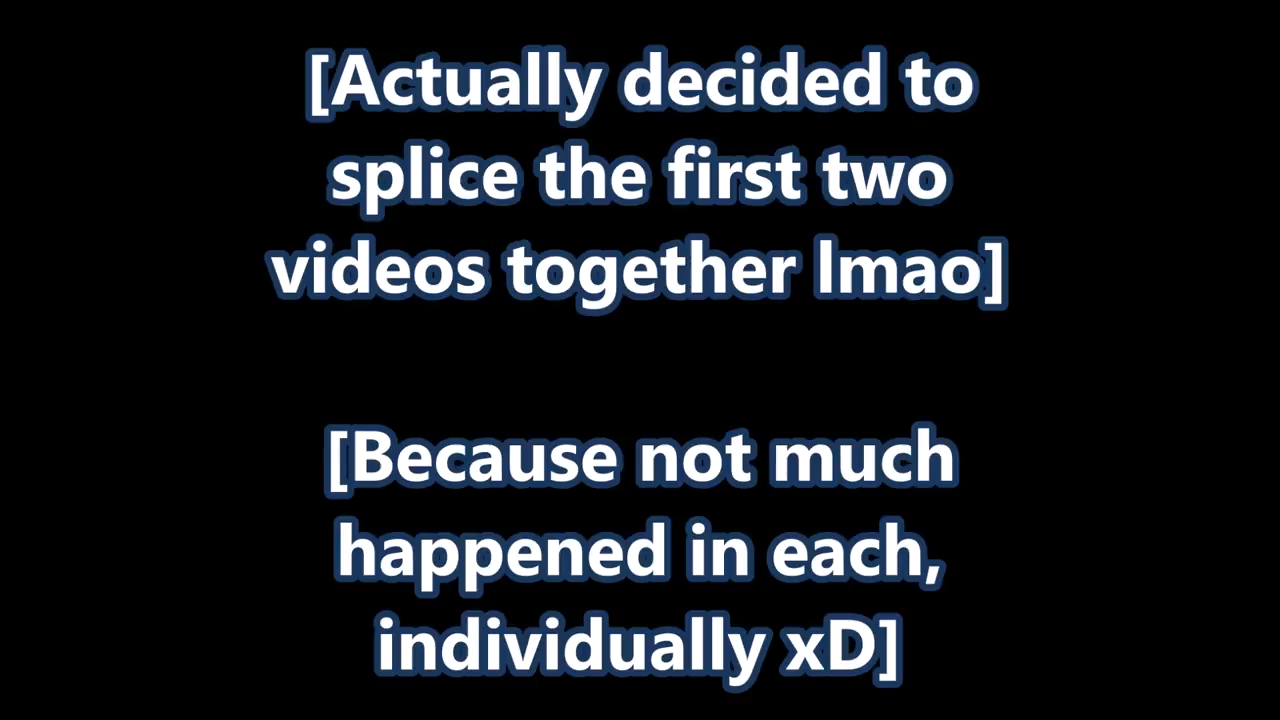 [Actually decided to
splice the first two
videos together lmao]
[Because not much
happened in each,
individually xD]